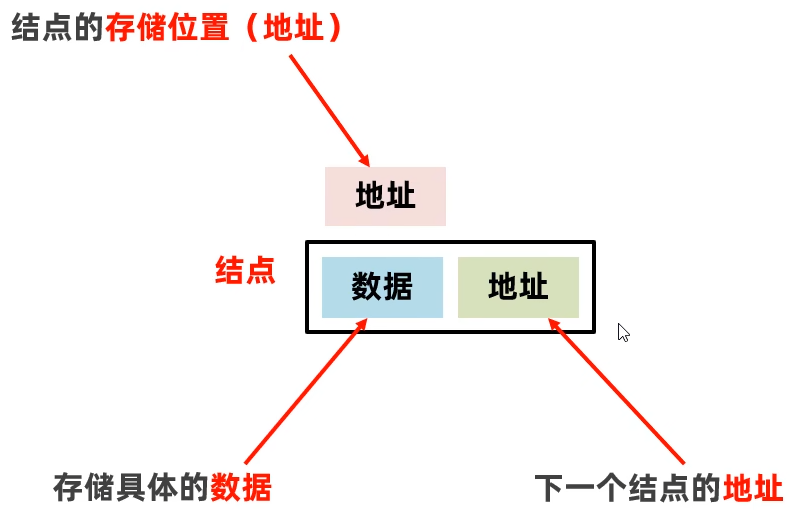 结点的存储位置（地址）
地址
结点
数据
地址
存储具体的数据
下一个结点的地址